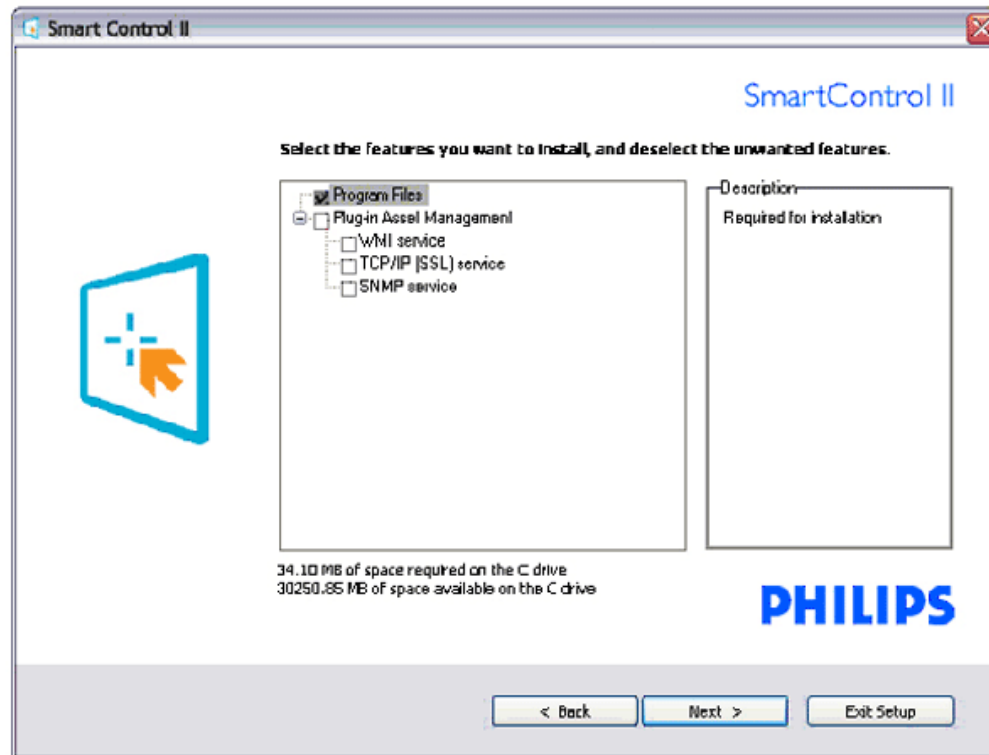 Smart Control II
SmartControl II
Select the features you want to install, and deselect the unwanted features.
Program Files
Plug-in Asset Management
WMI service
TCP/IP (SSL) service
SNMP service
Description
Required for installation
34.10 MB of space required on the C drive
30250.85 MB of space available on the C drive
PHILIPS
< Back
Next >
Exit Setup